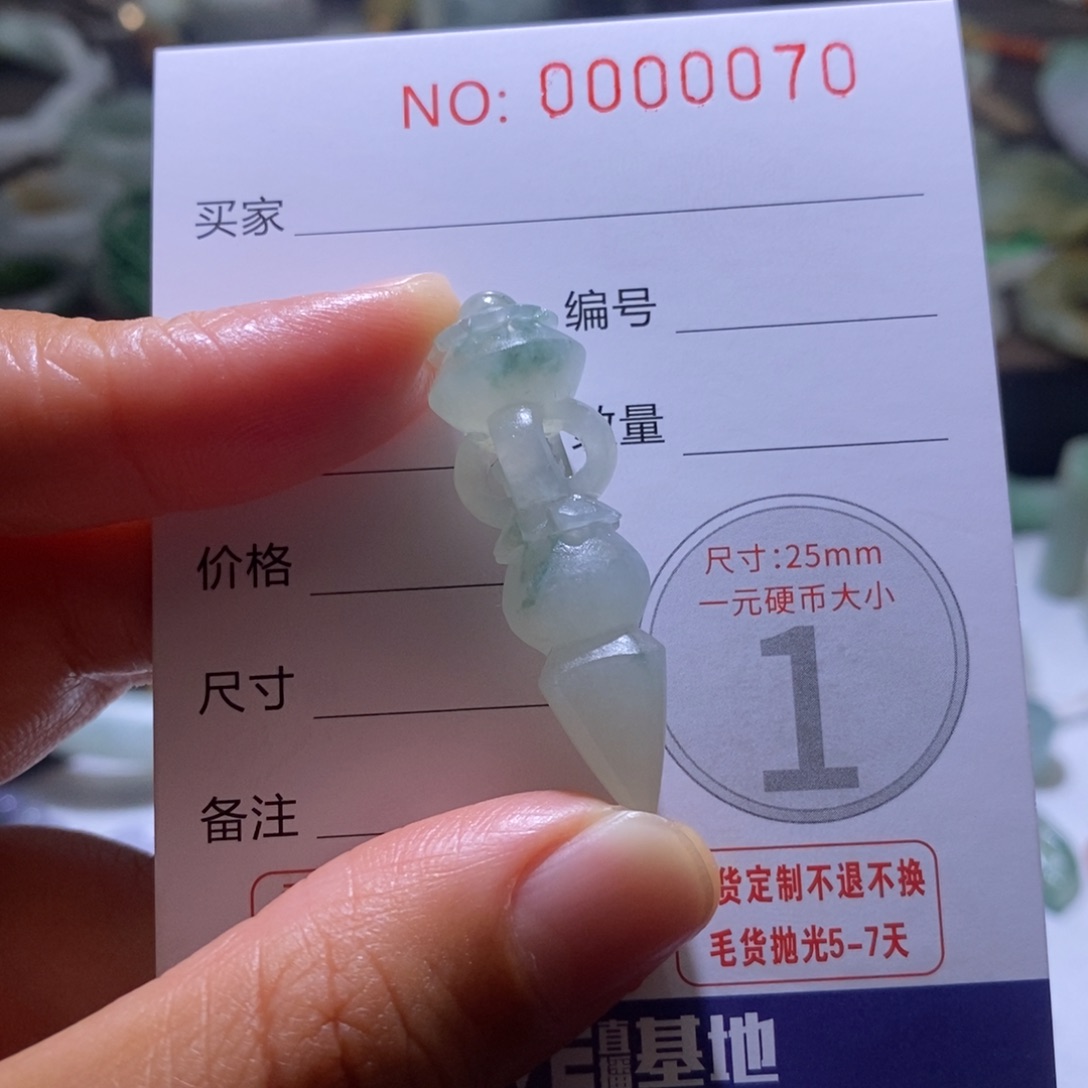 NO: 0000070
买家
编号
量
价格
尺寸:25mm
一元硬币大小
1
尺寸
备注
货定制不退不换
毛货抛光5-7天
直播基地